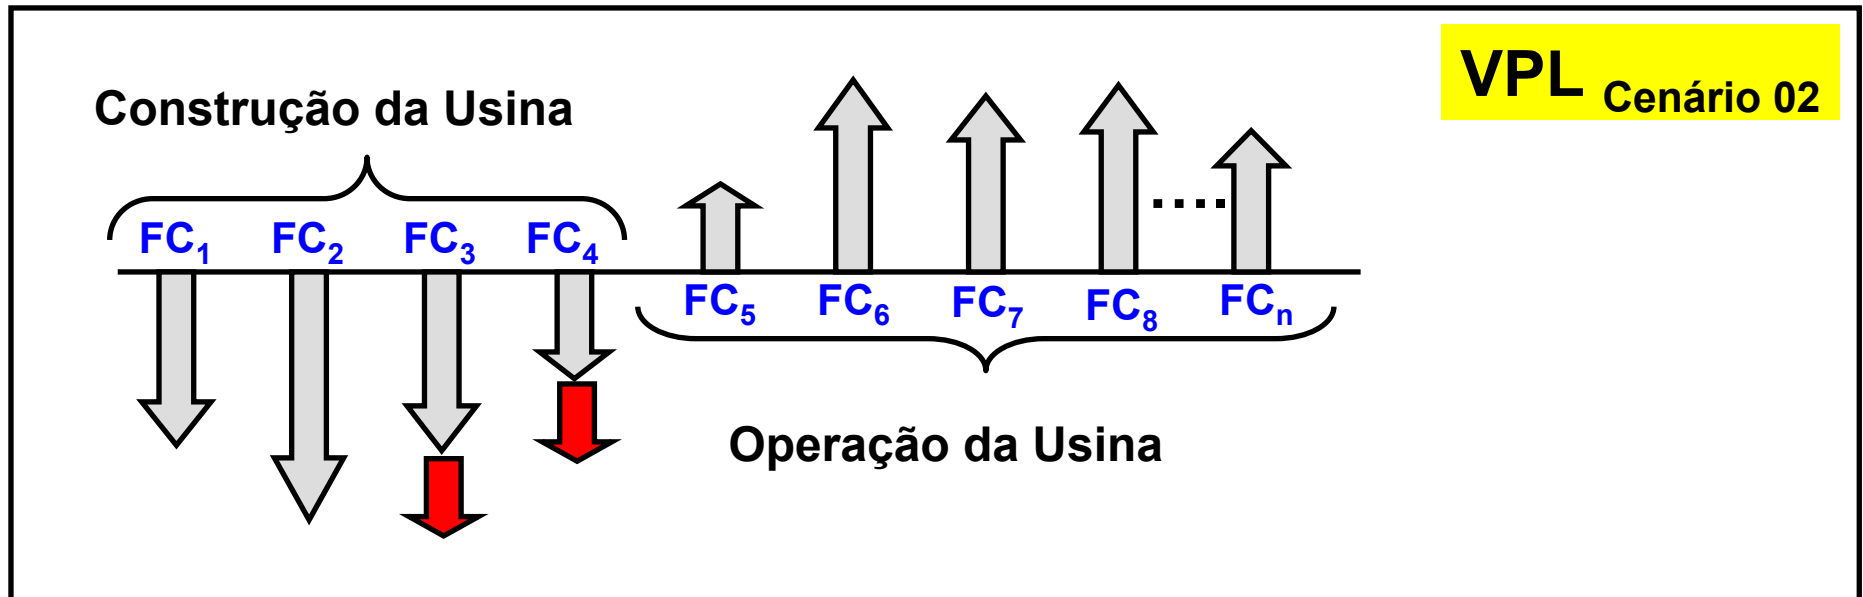 VPL Cenário 02
Construção da Usina
FC1 FC2 FC3 FC4
FC5 FC6 FC7 FC8 FCn
Operação da Usina